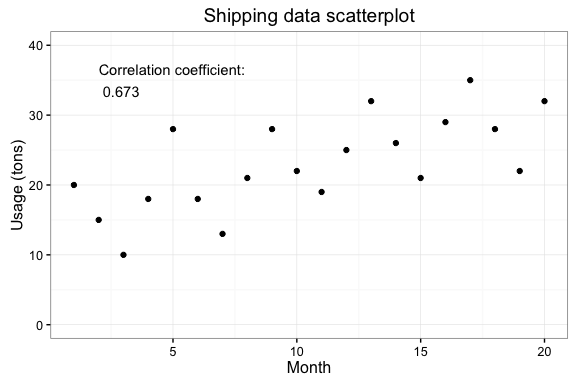 Shipping data scatterplot
Correlation coefficient:
0.673
Usage (tons)
40
30
20
10
0
5 10 15 20
Month